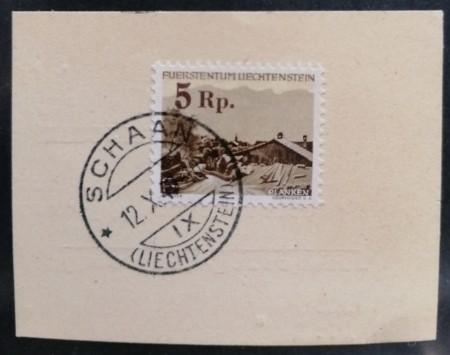 FUERSTENTUM LIECHTENSTEIN
5 Rp.
PLANKEN
SCHAAN
12. X
IX
(LIECHTENSTEIN)